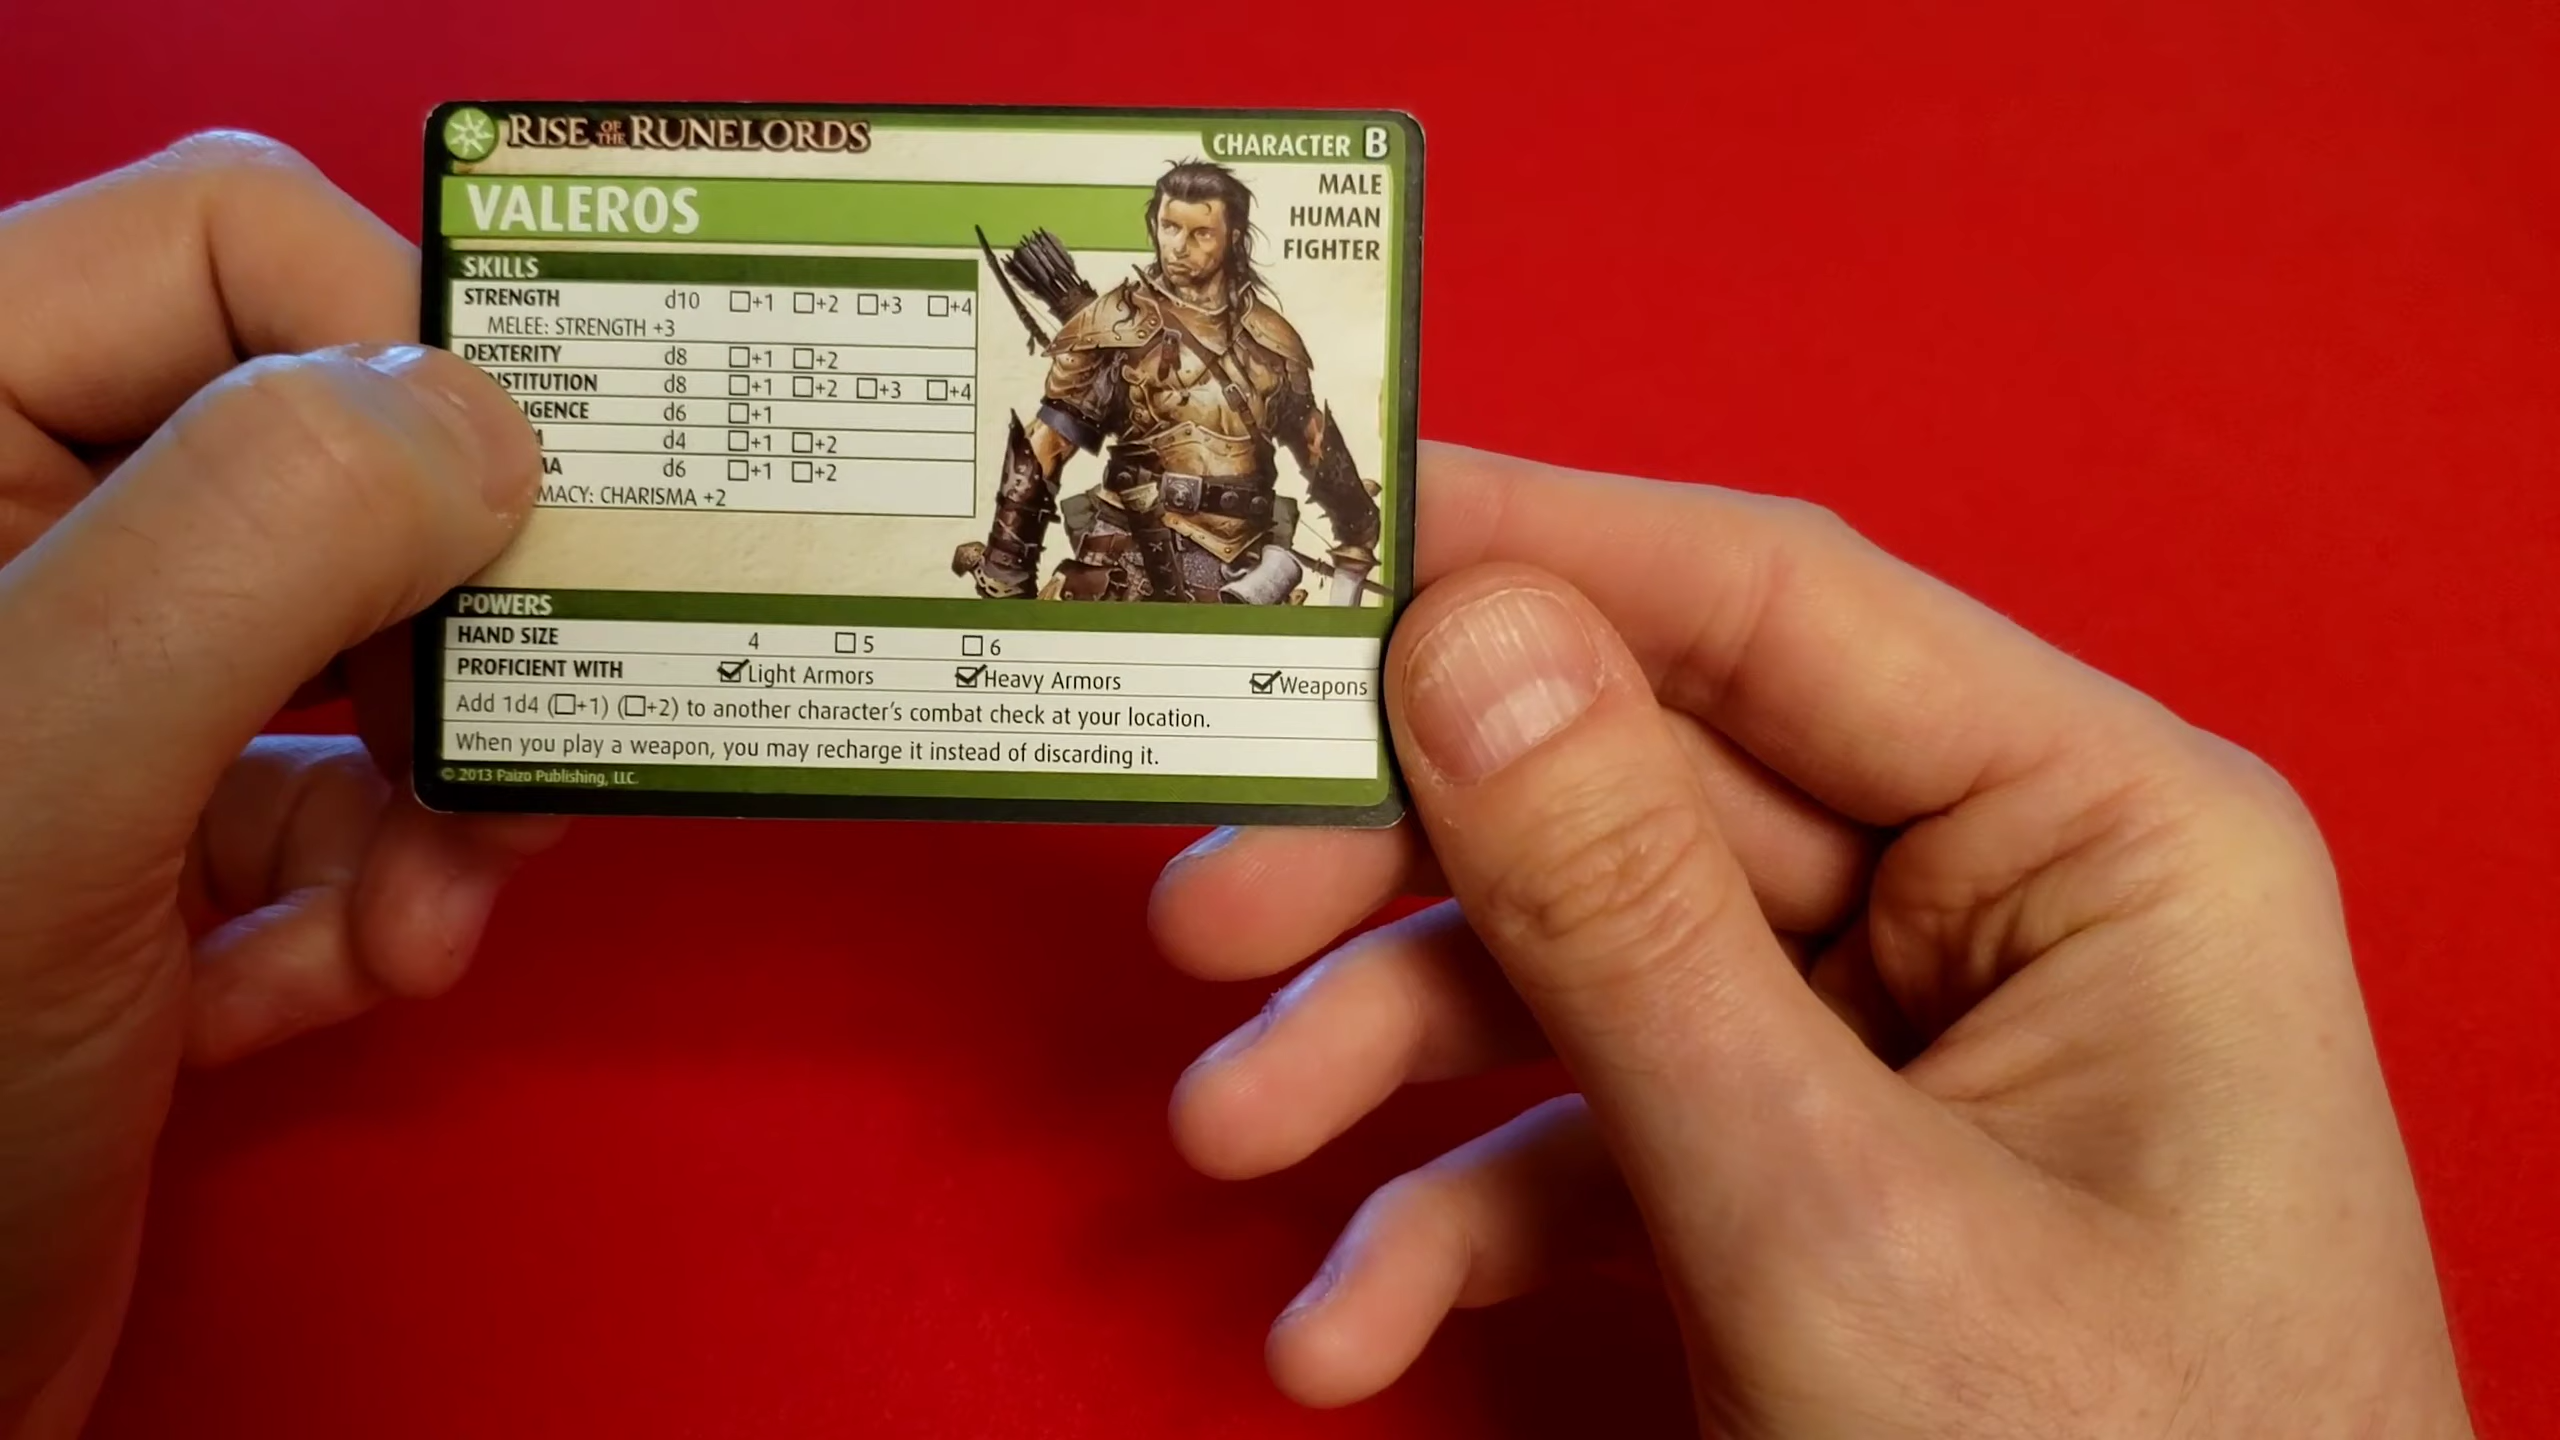 RISE OF THE RUNELORDS
CHARACTER B
VALEROS
MALE
HUMAN
FIGHTER
SKILLS
STRENGTH d10 ☐+1 ☐+2 ☐+3 ☐+4
MELEE: STRENGTH +3
DEXTERITY d8 ☐+1 ☐+2
NSTITUTION d8 ☐+1 ☐+2 ☐+3 ☐+4
LIGENCE d6 ☐+1
d4 ☐+1 ☐+2
MA d6 ☐+1 ☐+2
MACY: CHARISMA +2
POWERS
HAND SIZE 4 ☐ 5 ☐ 6
PROFICIENT WITH ☑Light Armors ☑Heavy Armors ☑Weapons
Add 1d4 (☐+1) (☐+2) to another character's combat check at your location.
When you play a weapon, you may recharge it instead of discarding it.
© 2013 Paizo Publishing, LLC.